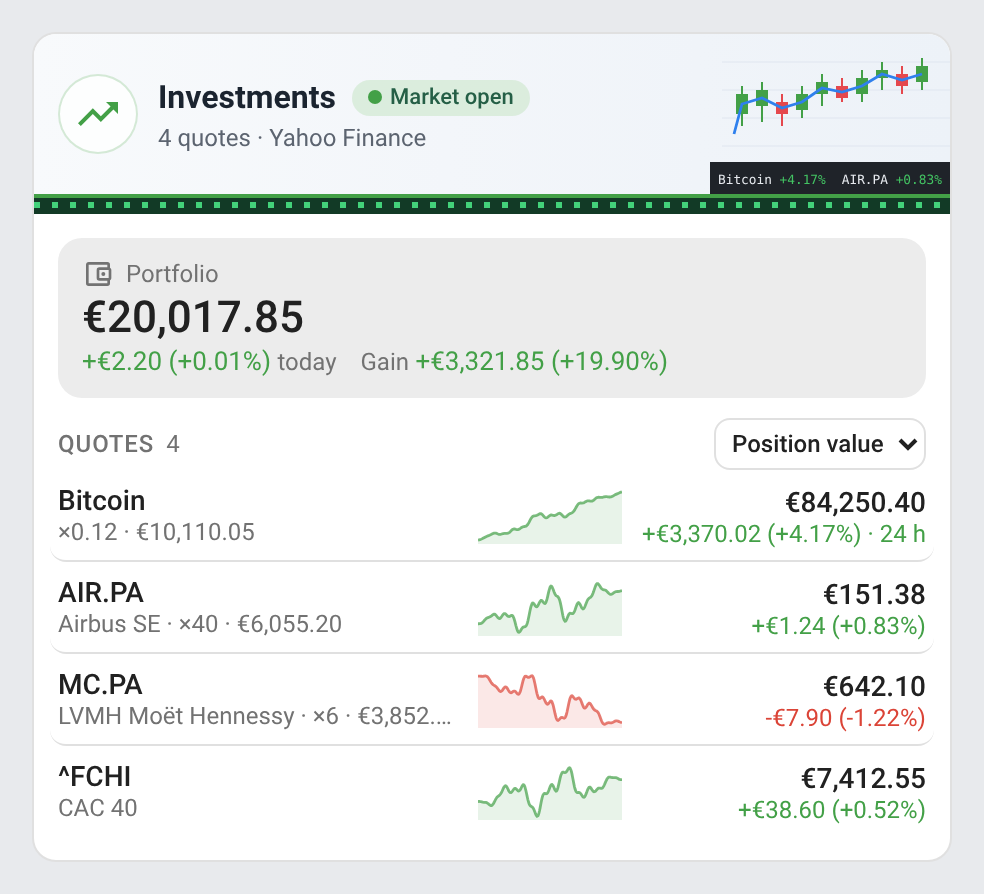 Investments
Market open
4 quotes · Yahoo Finance
Bitcoin +4.17% AIR.PA +0.83%
Portfolio
€20,017.85
+€2.20 (+0.01%) today Gain +€3,321.85 (+19.90%)
QUOTES 4
Position value
Bitcoin
€84,250.40
×0.12 · €10,110.05
+€3,370.02 (+4.17%) · 24 h
AIR.PA
€151.38
Airbus SE · ×40 · €6,055.20
+€1.24 (+0.83%)
MC.PA
€642.10
LVMH Moët Hennessy · ×6 · €3,852.…
-€7.90 (-1.22%)
^FCHI
€7,412.55
CAC 40
+€38.60 (+0.52%)